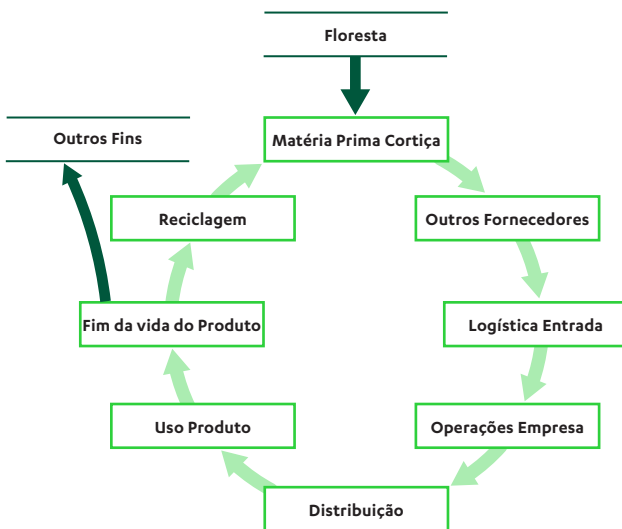 Floresta
Outros Fins
Matéria Prima Cortiça
Reciclagem
Outros Fornecedores
Fim da vida do Produto
Logística Entrada
Uso Produto
Operações Empresa
Distribuição